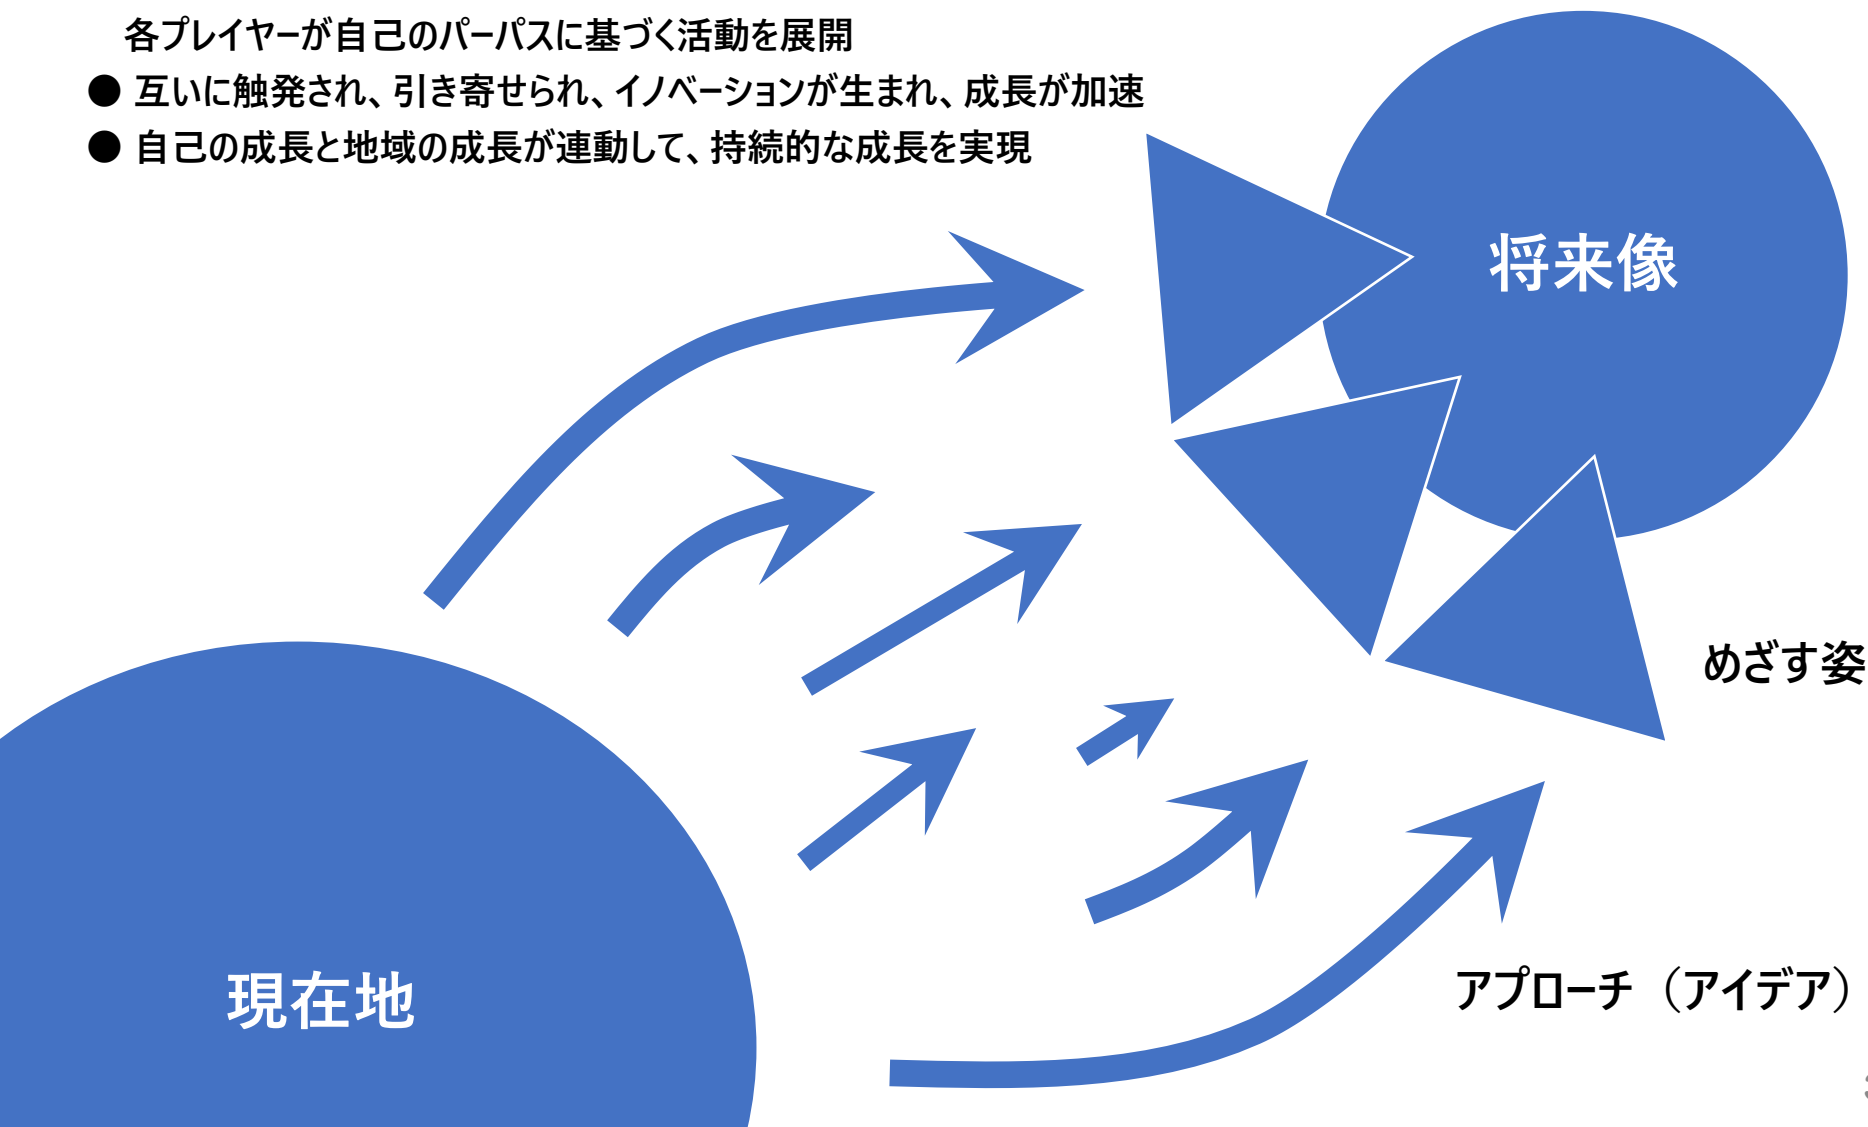 各プレイヤーが自己のパーパスに基づく活動を展開
● 互いに触発され、引き寄せられ、イノベーションが生まれ、成長が加速
● 自己の成長と地域の成長が連動して、持続的な成長を実現
将来像
めざす姿
アプローチ（アイデア）
現在地